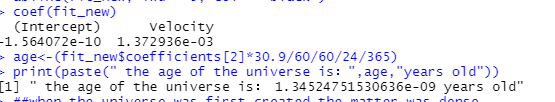 > coef(fit_new)
(Intercept) Velocity
-1.564072e-10 1.372936e-03
> age<-(fit_new$coefficients[2]*30.9/60/60/24/365)
> print(paste(" the age of the universe is: ",age,"years old"))
[1] " the age of the universe is: 1.34524751530636e-09 years old"
> ##when the universe was first created the matter was dense